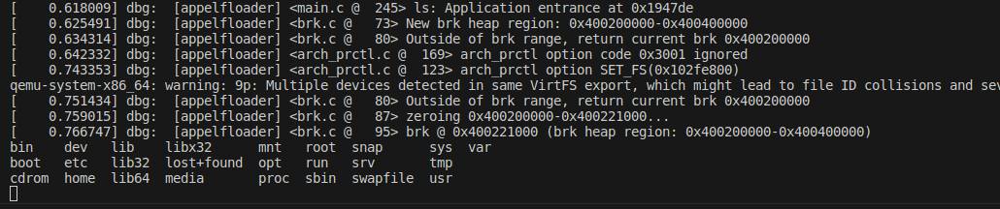 [    0.618009] dbg:  [appelfloader] <main.c @  245> ls: Application entrance at 0x1947de
[    0.625491] dbg:  [appelfloader] <brk.c @   73> New brk heap region: 0x400200000-0x400400000
[    0.634314] dbg:  [appelfloader] <brk.c @   80> Outside of brk range, return current brk 0x400200000
[    0.642332] dbg:  [appelfloader] <arch_prctl.c @  169> arch_prctl option code 0x3001 ignored
[    0.743353] dbg:  [appelfloader] <arch_prctl.c @  123> arch_prctl option SET_FS(0x102fe800)
qemu-system-x86_64: warning: 9p: Multiple devices detected in same VirtFS export, which might lead to file ID collisions and sev
[    0.751434] dbg:  [appelfloader] <brk.c @   80> Outside of brk range, return current brk 0x400200000
[    0.759015] dbg:  [appelfloader] <brk.c @   87> zeroing 0x400200000-0x400221000...
[    0.766747] dbg:  [appelfloader] <brk.c @   95> brk @ 0x400221000 (brk heap region: 0x400200000-0x400400000)
bin    dev   lib    libx32      mnt   root  snap      sys  var
boot   etc   lib32  lost+found  opt   run   srv       tmp
cdrom  home  lib64  media       proc  sbin  swapfile  usr